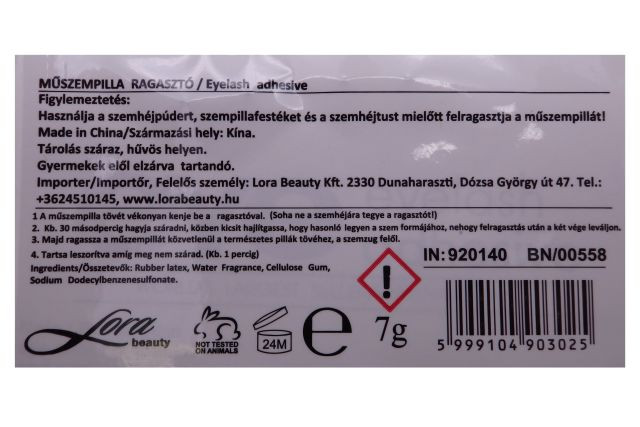 MŰSZEMPILLA RAGASZTÓ / Eyelash adhesive
Figylemeztetés:
Használja a szemhéjpúdert, szempillafestéket és a szemhéjtust mielőtt felragasztja a műszempillát!
Made in China/Származási hely: Kína.
Tárolás száraz, hűvös helyen.
Gyermekek elől elzárva tartandó.
Importer/Importőr, Felelős személy: Lora Beauty Kft. 2330 Dunaharaszti, Dózsa György út 47. Tel.:
+3624510145, www.lorabeauty.hu
1 A műszempilla tövét vékonyan kenje be a ragasztóval. (Soha ne a szemhéjára tegye a ragaztót!)
2. Kb. 30 másodpercig hagyja száradni, közben kicsit hajlítgassa, hogy hasonló legyen a szem formájához, nehogy felragasztás után a két vége leváljon.
3. Majd ragassza a műszempillát közvetlenül a természetes pillák tövéhez, a szemzug felől.
4. Tartsa leszorítva amíg meg nem szárad. (Kb. 1 percig)
IN: 920140 BN/00558
Ingredients/Összetevők: Rubber latex, Water Fragrance, Cellulose Gum,
Sodium Dodecylbenzenesulfonate.
Lora
beauty
NOT TESTED
ON ANIMALS
24M
e
7g
5 999104 903025